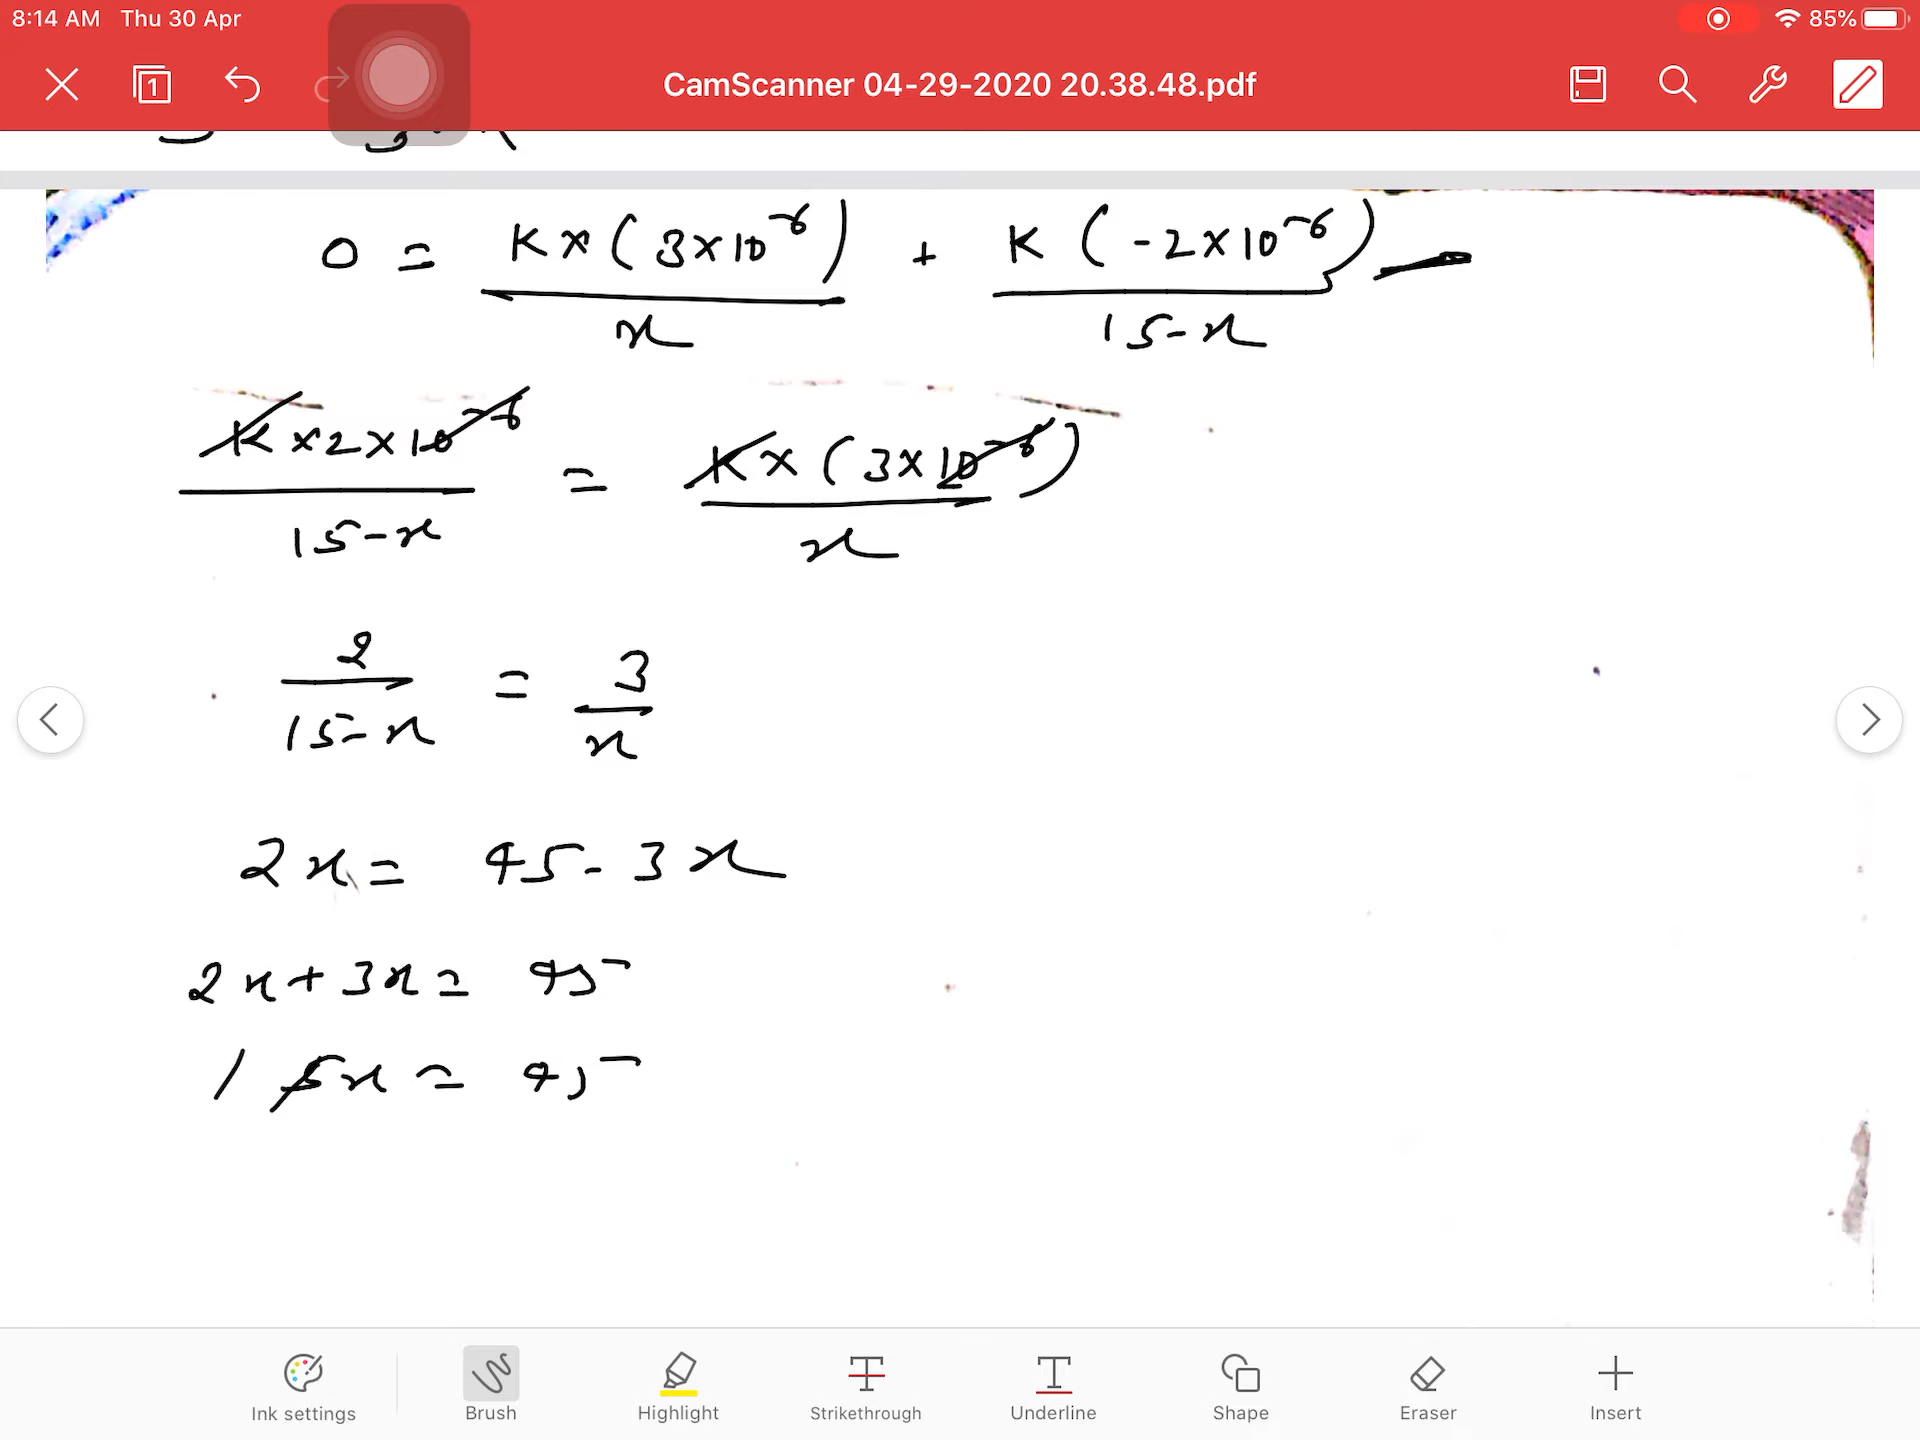 8:14 AM Thu 30 Apr
85%
1
CamScanner 04-29-2020 20.38.48.pdf
0 = K × (3×10⁻⁶) / x + K (-2×10⁻⁶) / 15-x
K × 2 × 10⁻⁶ / 15-x = K × (3×10⁻⁶) / x
2 / 15-x = 3 / x
2x = 45-3x
2x+3x = 45
1 5x = 45
Ink settings
Brush
Highlight
Strikethrough
Underline
Shape
Eraser
Insert